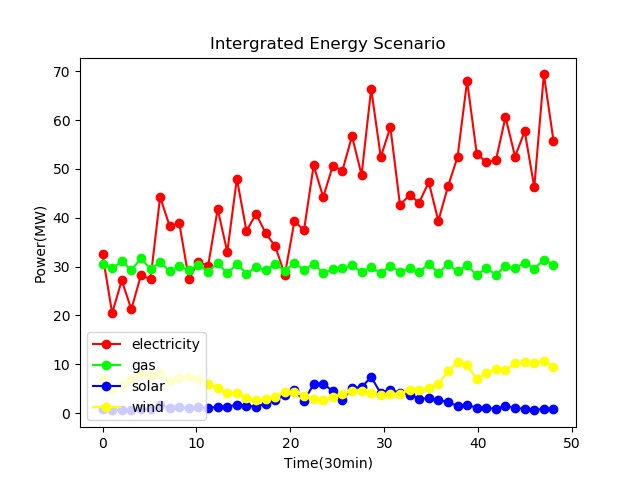 Intergrated Energy Scenario
70
60
50
40
30
20
10
0
Power(MW)
electricity
gas
solar
wind
0 10 20 30 40 50
Time(30min)